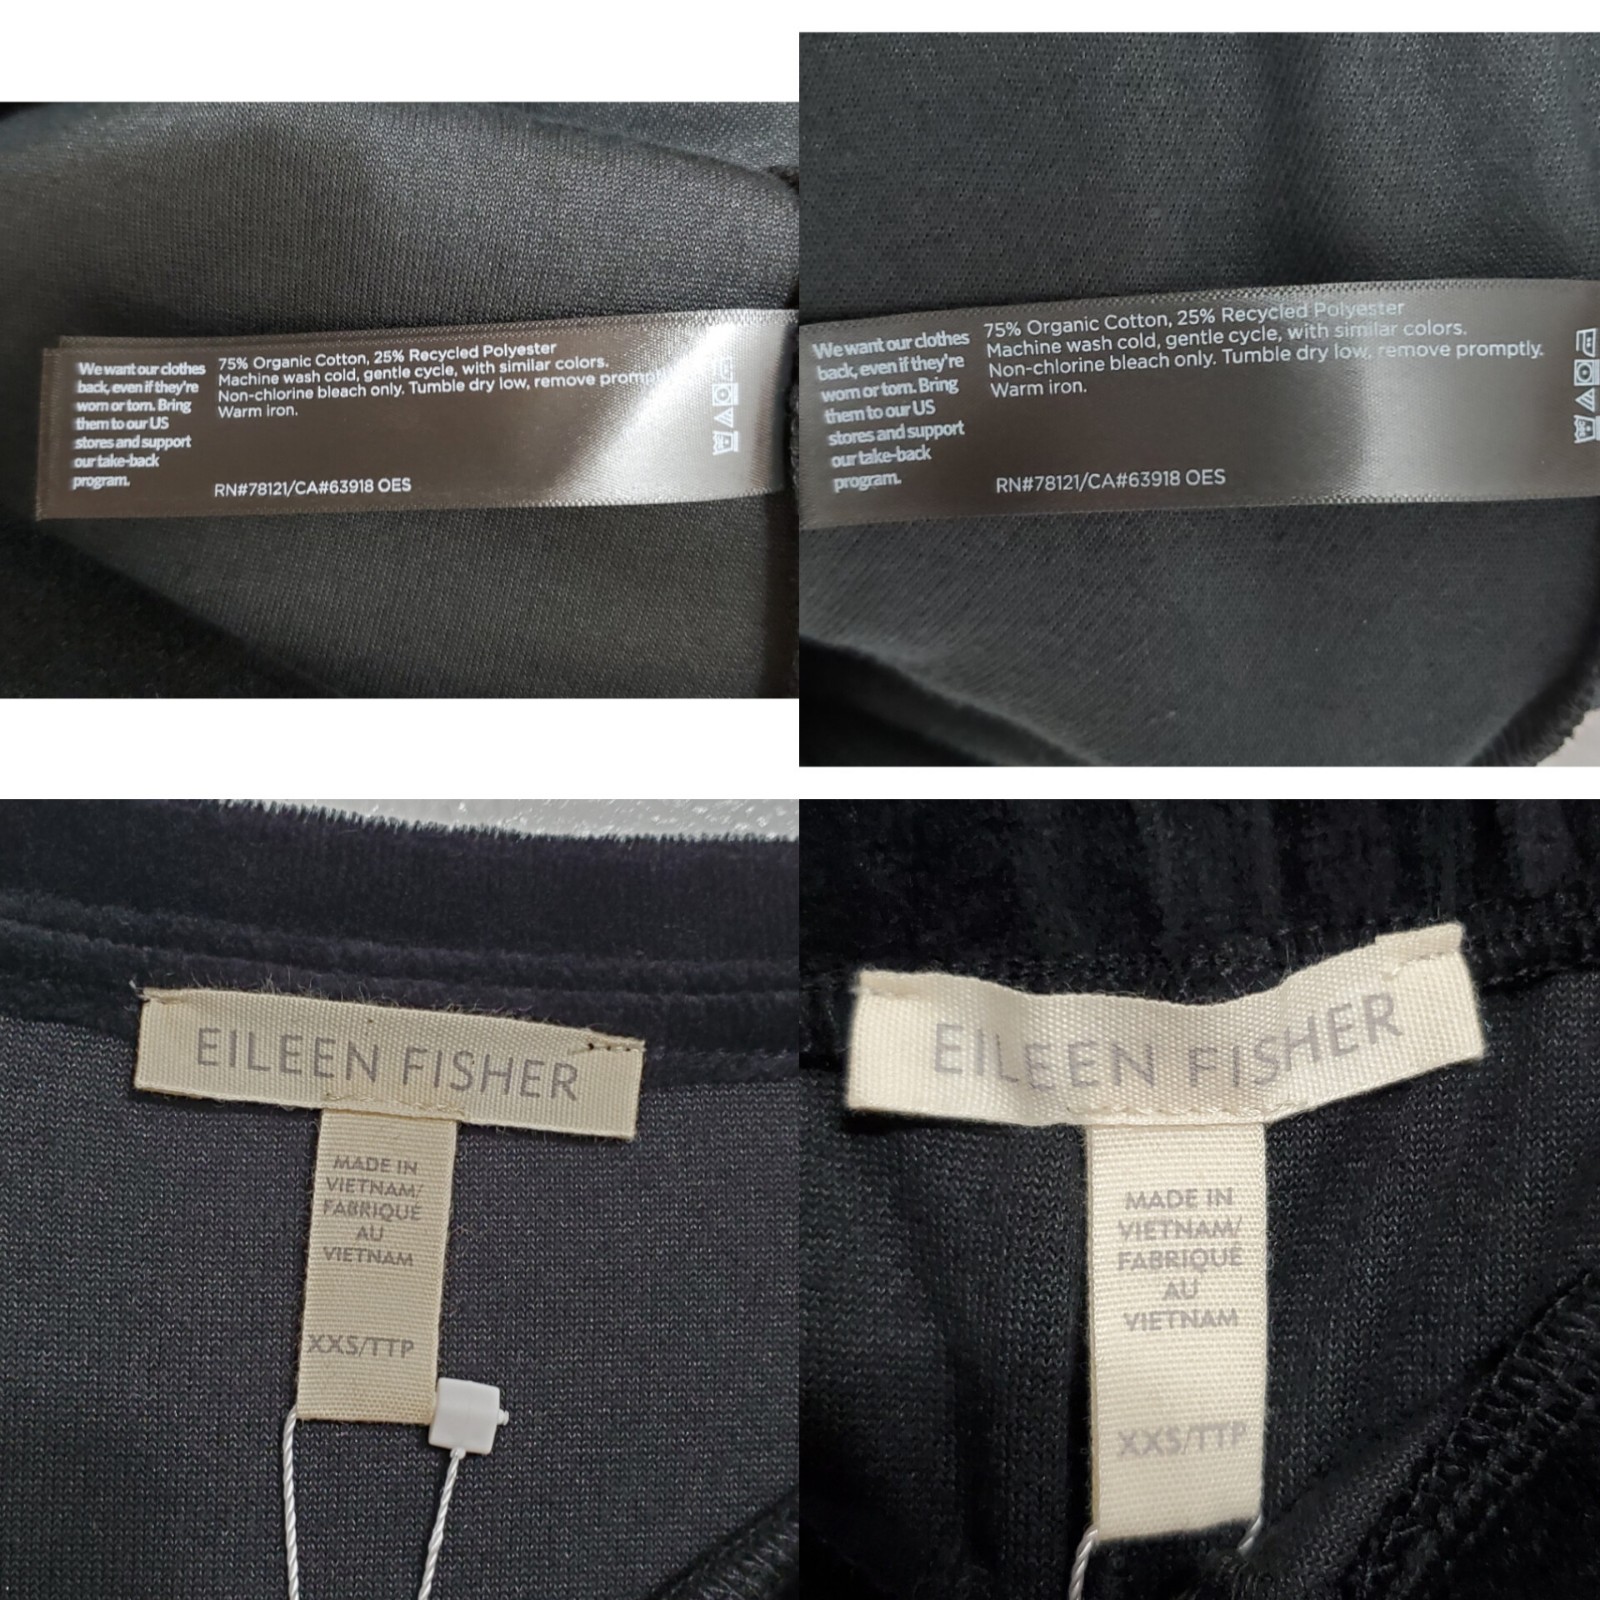 We want our clothes
back, even if they're
worn or torn. Bring
them to our US
stores and support
our take-back
program.
75% Organic Cotton, 25% Recycled Polyester
Machine wash cold, gentle cycle, with similar colors.
Non-chlorine bleach only. Tumble dry low, remove promp
Warm iron.
RN#78121/CA#63918 OES
We want our clothes
back, even if they're
worn or torn. Bring
them to our US
stores and support
our take-back
program.
75% Organic Cotton, 25% Recycled Polyester
Machine wash cold, gentle cycle, with similar colors.
Non-chlorine bleach only. Tumble dry low, remove promptly.
Warm iron.
RN#78121/CA#63918 OES
EILEEN FISHER
MADE IN
VIETNAM/
FABRIQUÉ
AU
VIETNAM
XXS/TTP
EILEEN FISHER
MADE IN
VIETNAM/
FABRIQUÉ
AU
VIETNAM
XXS/TTP